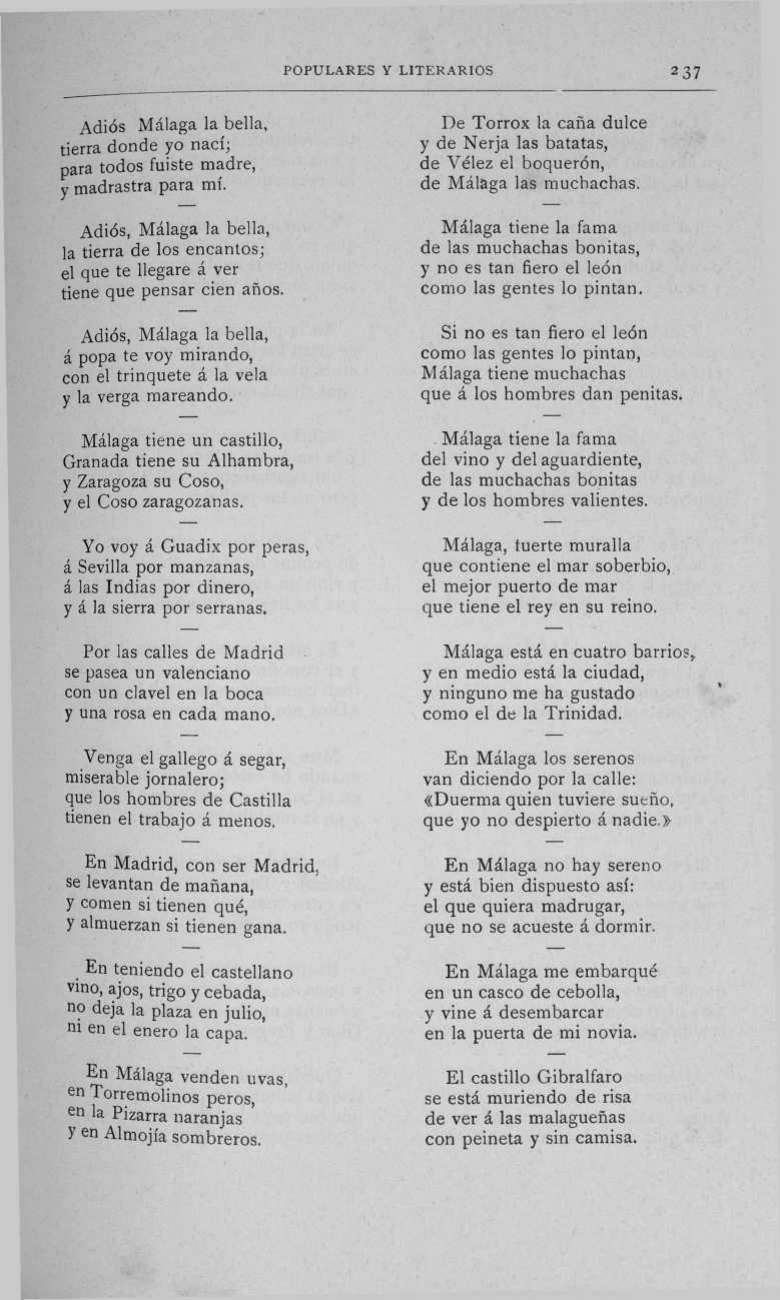 POPULARES Y LITERARIOS 237
Adiós Málaga la bella,
tierra donde yo nací;
para todos fuiste madre,
y madrastra para mí.
Adiós, Málaga la bella,
la tierra de los encantos;
el que te llegare á ver
tiene que pensar cien años.
Adiós, Málaga la bella,
á popa te voy mirando,
con el trinquete á la vela
y la verga mareando.
Málaga tiene un castillo,
Granada tiene su Alhambra,
y Zaragoza su Coso,
y el Coso zaragozanas.
Yo voy á Guadix por peras,
á Sevilla por manzanas,
á las Indias por dinero,
y á la sierra por serranas.
Por las calles de Madrid
se pasea un valenciano
con un clavel en la boca
y una rosa en cada mano.
Venga el gallego á segar,
miserable jornalero;
que los hombres de Castilla
tienen el trabajo á menos.
En Madrid, con ser Madrid,
se levantan de mañana,
y comen si tienen qué,
y almuerzan si tienen gana.
En teniendo el castellano
vino, ajos, trigo y cebada,
no deja la plaza en julio,
ni en el enero la capa.
En Málaga venden uvas,
en Torremolinos peros,
en la Pizarra naranjas
y en Almojía sombreros.
De Torrox la caña dulce
y de Nerja las batatas,
de Vélez el boquerón,
de Málaga las muchachas.
Málaga tiene la fama
de las muchachas bonitas,
y no es tan fiero el león
como las gentes lo pintan.
Si no es tan fiero el león
como las gentes lo pintan,
Málaga tiene muchachas
que á los hombres dan penitas.
Málaga tiene la fama
del vino y del aguardiente,
de las muchachas bonitas
y de los hombres valientes.
Málaga, fuerte muralla
que contiene el mar soberbio,
el mejor puerto de mar
que tiene el rey en su reino.
Málaga está en cuatro barrios,
y en medio está la ciudad,
y ninguno me ha gustado
como el de la Trinidad.
En Málaga los serenos
van diciendo por la calle:
«Duerma quien tuviere sueño,
que yo no despierto á nadie.»
En Málaga no hay sereno
y está bien dispuesto así:
el que quiera madrugar,
que no se acueste á dormir.
En Málaga me embarqué
en un casco de cebolla,
y vine á desembarcar
en la puerta de mi novia.
El castillo Gibralfaro
se está muriendo de risa
de ver á las malagueñas
con peineta y sin camisa.